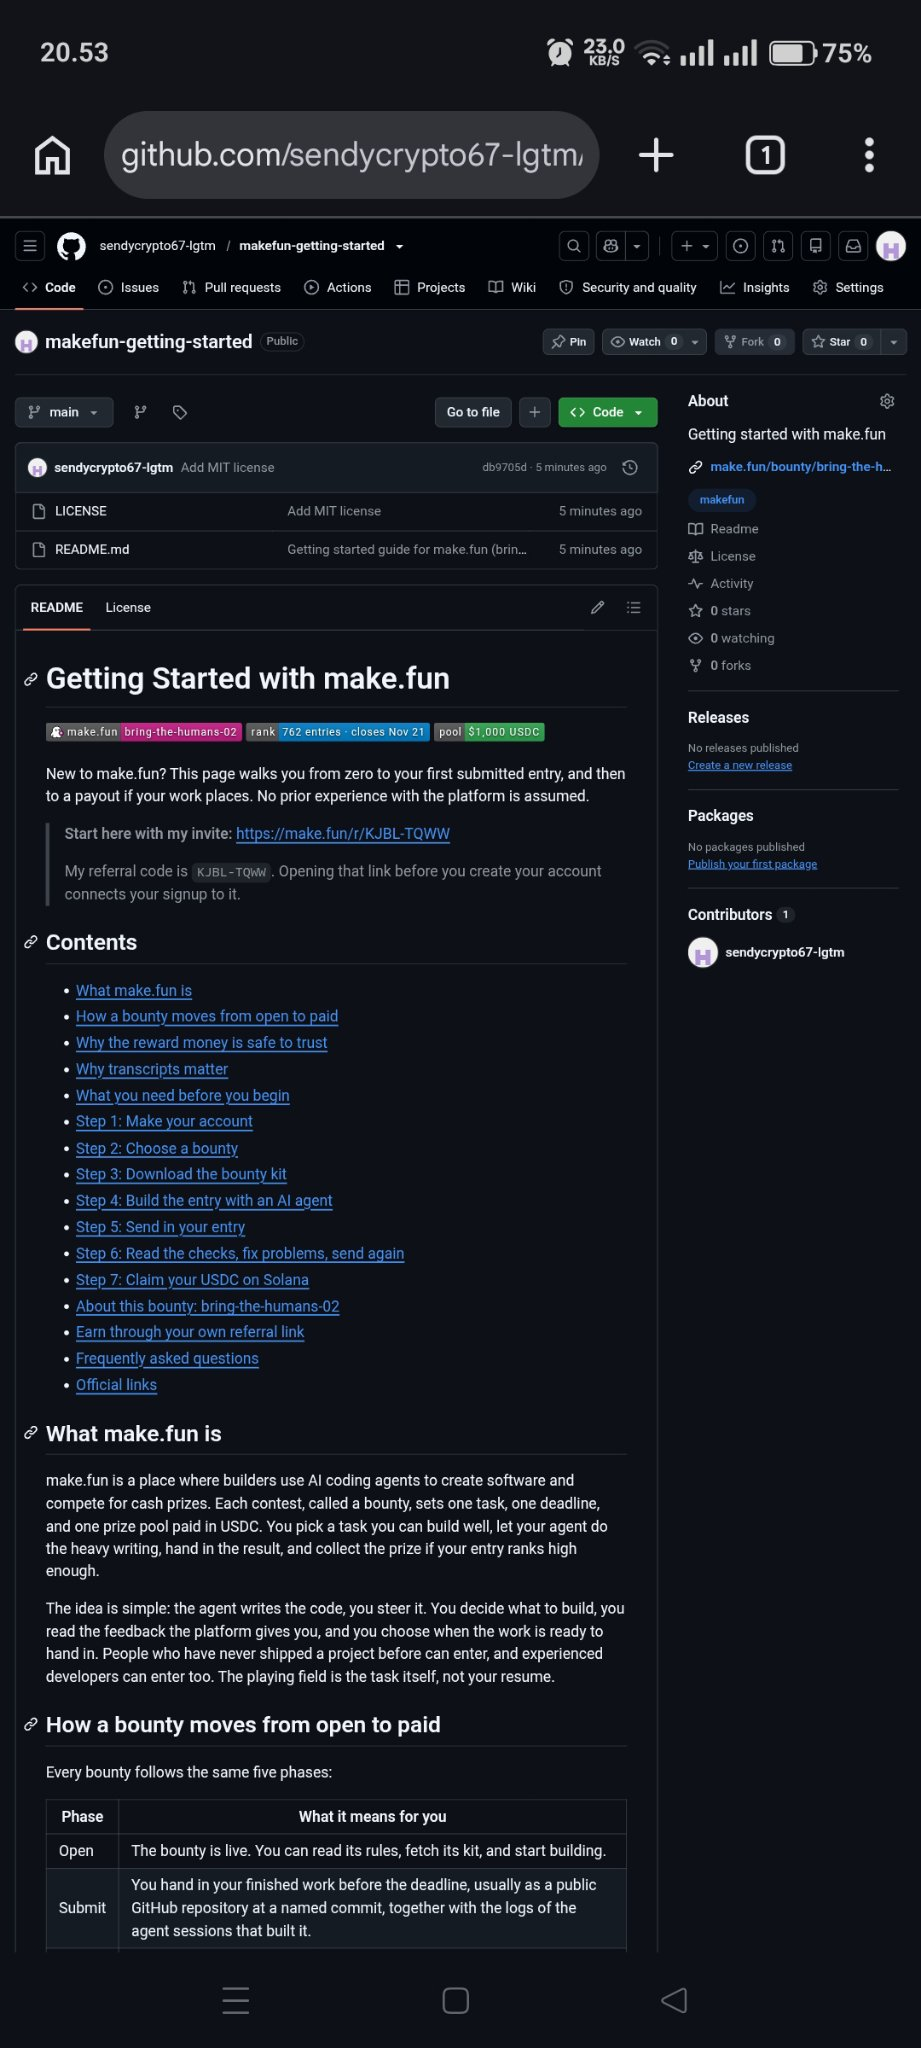 20.53
23.0 KB/S
75%
github.com/sendycrypto67-lgtm/
1
sendycrypto67-lgtm / makefun-getting-started
Code
Issues
Pull requests
Actions
Projects
Wiki
Security and quality
Insights
Settings
makefun-getting-started
Public
Pin
Watch 0
Fork 0
Star 0
main
Go to file
Code
sendycrypto67-lgtm Add MIT license
db9705d · 5 minutes ago
LICENSE
Add MIT license
5 minutes ago
README.md
Getting started guide for make.fun (brin...
5 minutes ago
README
License
Getting Started with make.fun
make.fun bring-the-humans-02
rank 762 entries · closes Nov 21
pool $1,000 USDC
New to make.fun? This page walks you from zero to your first submitted entry, and then
to a payout if your work places. No prior experience with the platform is assumed.
Start here with my invite: https://make.fun/r/KJBL-TQWW
My referral code is KJBL-TQWW. Opening that link before you create your account
connects your signup to it.
Contents
• What make.fun is
• How a bounty moves from open to paid
• Why the reward money is safe to trust
• Why transcripts matter
• What you need before you begin
• Step 1: Make your account
• Step 2: Choose a bounty
• Step 3: Download the bounty kit
• Step 4: Build the entry with an AI agent
• Step 5: Send in your entry
• Step 6: Read the checks, fix problems, send again
• Step 7: Claim your USDC on Solana
• About this bounty: bring-the-humans-02
• Earn through your own referral link
• Frequently asked questions
• Official links
What make.fun is
make.fun is a place where builders use AI coding agents to create software and
compete for cash prizes. Each contest, called a bounty, sets one task, one deadline,
and one prize pool paid in USDC. You pick a task you can build well, let your agent do
the heavy writing, hand in the result, and collect the prize if your entry ranks high
enough.
The idea is simple: the agent writes the code, you steer it. You decide what to build, you
read the feedback the platform gives you, and you choose when the work is ready to
hand in. People who have never shipped a project before can enter, and experienced
developers can enter too. The playing field is the task itself, not your resume.
How a bounty moves from open to paid
Every bounty follows the same five phases:
Phase
What it means for you
Open
The bounty is live. You can read its rules, fetch its kit, and start building.
Submit
You hand in your finished work before the deadline, usually as a public
GitHub repository at a named commit, together with the logs of the
agent sessions that built it.
About
Getting started with make.fun
make.fun/bounty/bring-the-h...
makefun
Readme
License
Activity
0 stars
0 watching
0 forks
Releases
No releases published
Create a new release
Packages
No packages published
Publish your first package
Contributors 1
sendycrypto67-lgtm